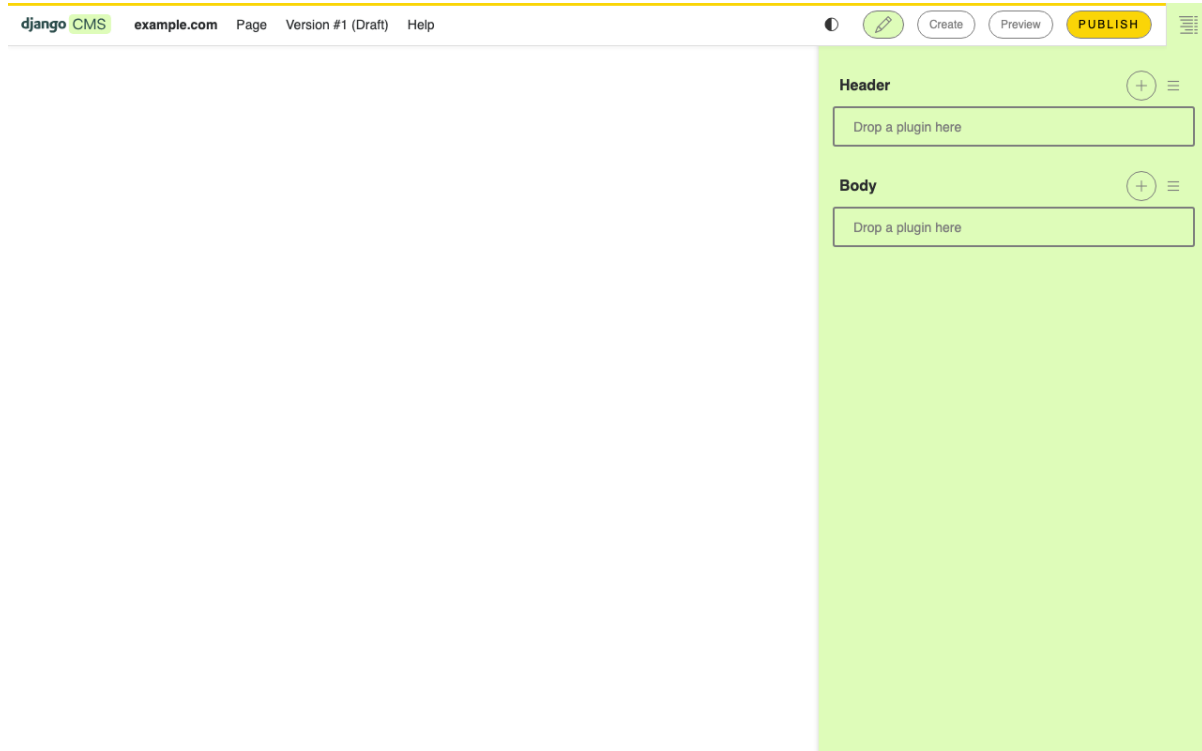 django CMS example.com Page Version #1 (Draft) Help Create Preview PUBLISH
Header
Drop a plugin here
Body
Drop a plugin here